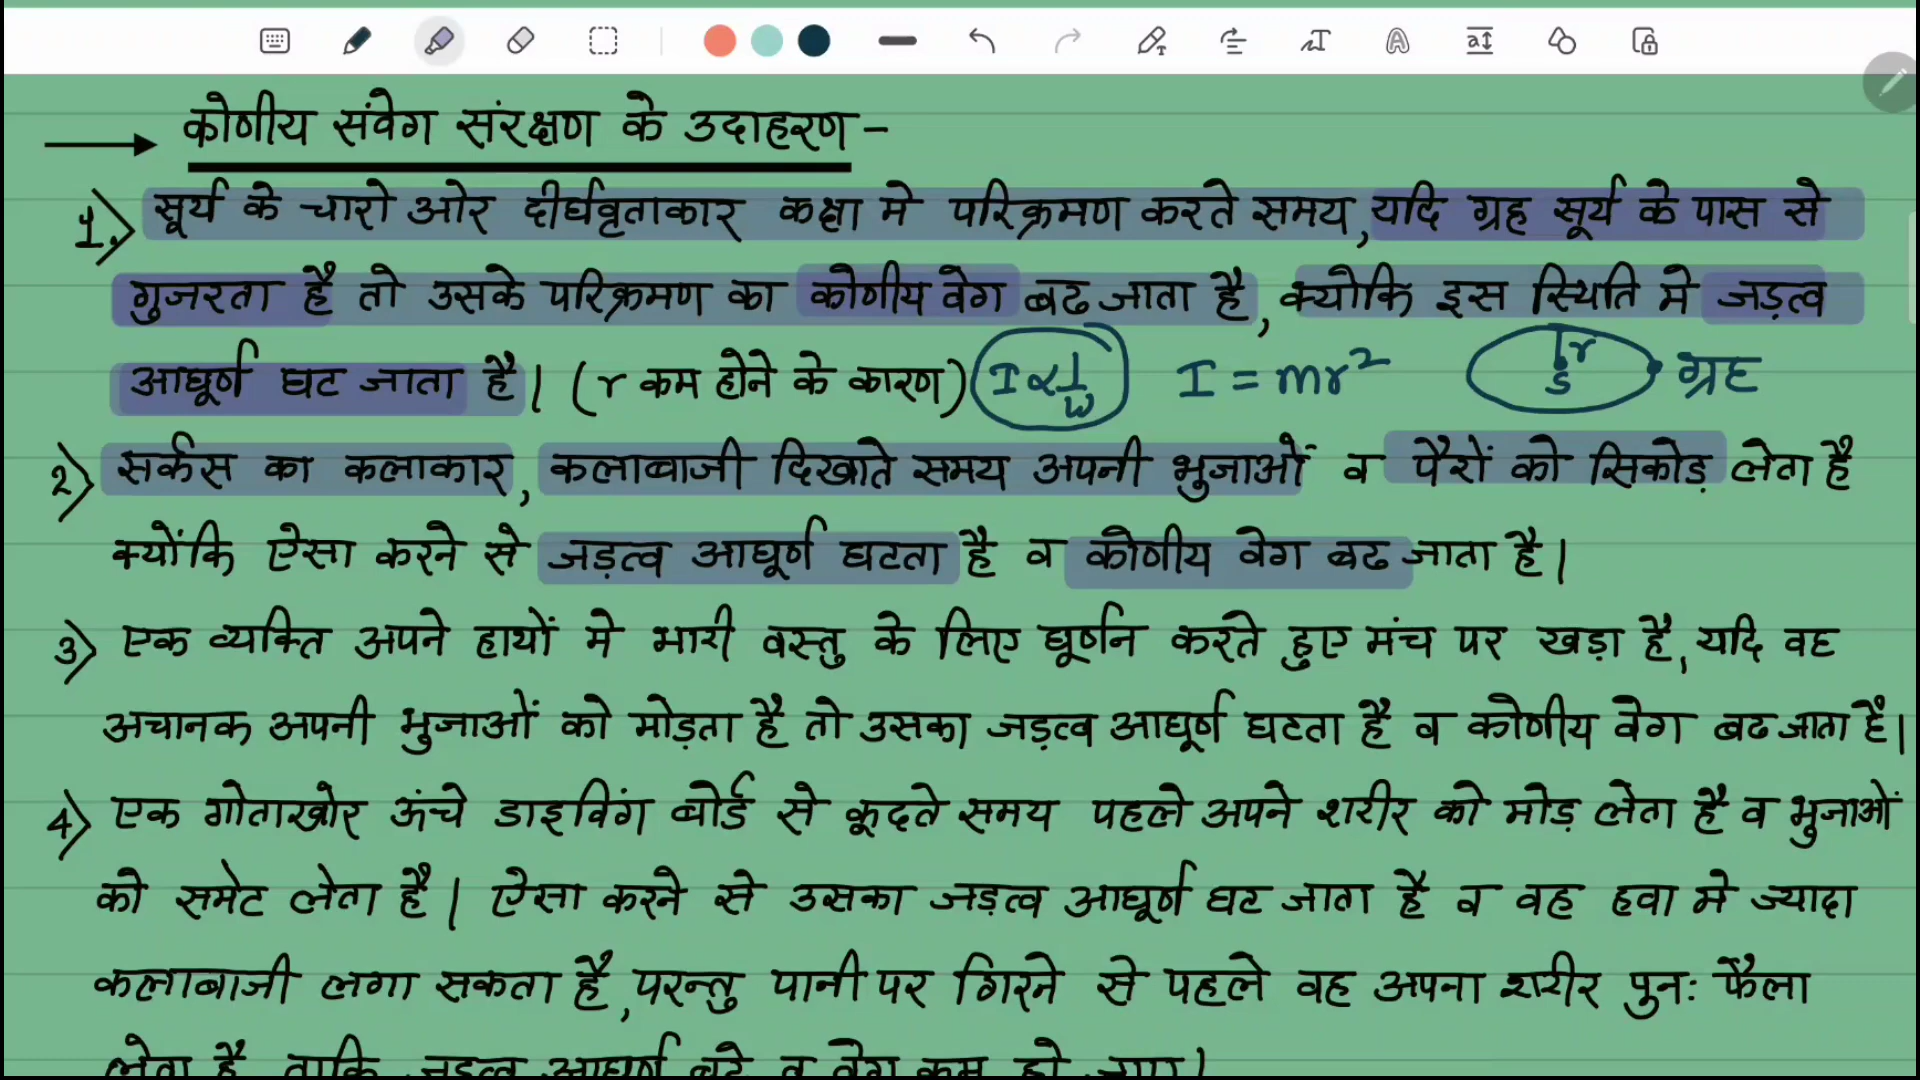 कोणीय संवेग संरक्षण के उदाहरण -
1.> सूर्य के चारो ओर दीर्घवृताकार कक्षा मे परिक्रमण करते समय, यदि ग्रह सूर्य के पास से
गुजरता है तो उसके परिक्रमण का कोणीय वेग बढ जाता है, क्योकि इस स्थिति मे जड़त्व
आघूर्ण घट जाता है। (r कम होने के कारण) I ∝ 1/w I = mr² r S ग्रह
2> सर्कस का कलाकार, कलाबाजी दिखाते समय अपनी भुजाओं व पैरों को सिकोड़ लेता है
क्योंकि ऐसा करने से जड़त्व आघूर्ण घटता है व कोणीय वेग बढ जाता है।
3> एक व्यक्ति अपने हाथों मे भारी वस्तु के लिए घूर्णन करते हुए मंच पर खड़ा है, यदि वह
अचानक अपनी भुजाओं को मोड़ता है तो उसका जड़त्व आघूर्ण घटता है व कोणीय वेग बढ जाता है।
4> एक गोताखोर ऊंचे डाइविंग बोर्ड से कूदते समय पहले अपने शरीर को मोड़ लेता है व भुजाओं
को समेट लेता है। ऐसा करने से उसका जड़त्व आघूर्ण घट जाता है व वह हवा मे ज्यादा
कलाबाजी लगा सकता है, परन्तु पानी पर गिरने से पहले वह अपना शरीर पुनः फैला
लेता है ताकि जड़त्व आघूर्ण बढे व वेग कम हो जाए।